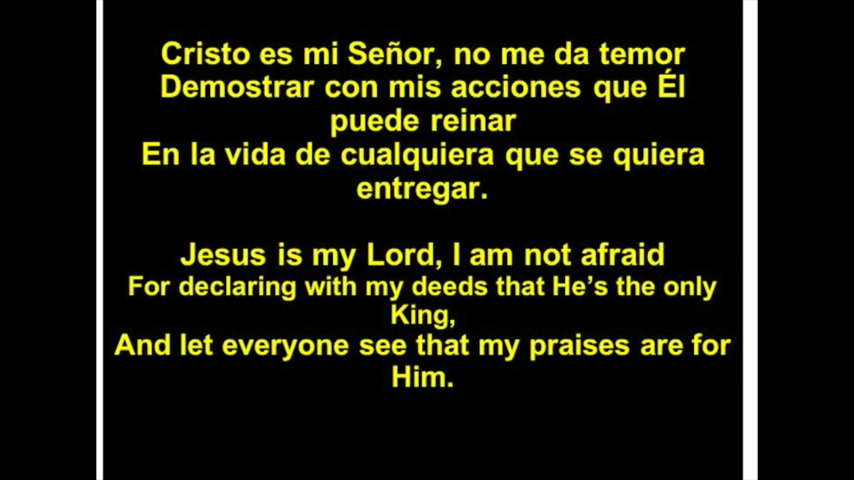 Cristo es mi Señor, no me da temor
Demostrar con mis acciones que Él
puede reinar
En la vida de cualquiera que se quiera
entregar.
Jesus is my Lord, I am not afraid
For declaring with my deeds that He’s the only
King,
And let everyone see that my praises are for
Him.